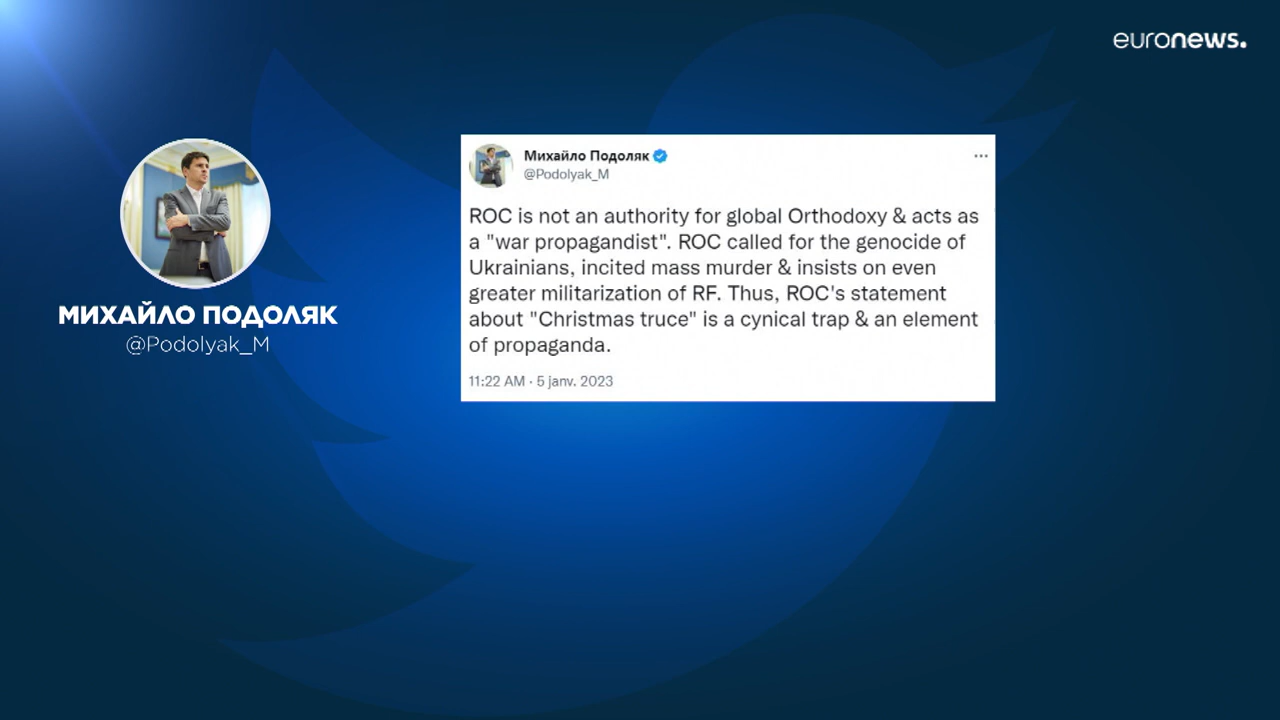 euronews.
МИХАЙЛО ПОДОЛЯК
@Podolyak_M
Михайло Подоляк
@Podolyak_M
ROC is not an authority for global Orthodoxy & acts as
a "war propagandist". ROC called for the genocide of
Ukrainians, incited mass murder & insists on even
greater militarization of RF. Thus, ROC's statement
about "Christmas truce" is a cynical trap & an element
of propaganda.
11:22 AM · 5 janv. 2023